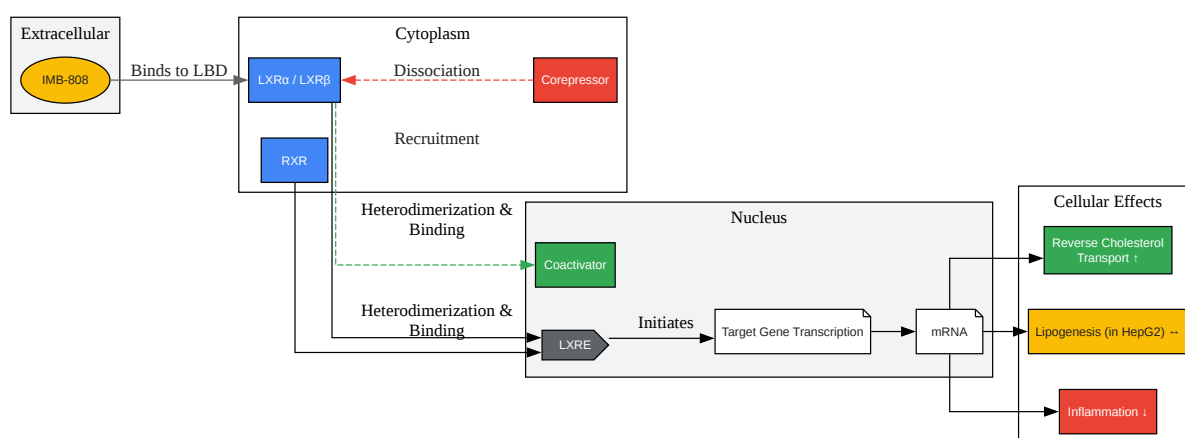 Extracellular
IMB-808
Binds to LBD
Cytoplasm
LXRα / LXRβ
Dissociation
Corepressor
Recruitment
RXR
Heterodimerization &
Binding
Nucleus
Coactivator
Heterodimerization &
Binding
LXRE
Initiates
Target Gene Transcription
mRNA
Cellular Effects
Reverse Cholesterol
Transport ↑
Lipogenesis (in HepG2) ↔
Inflammation ↓